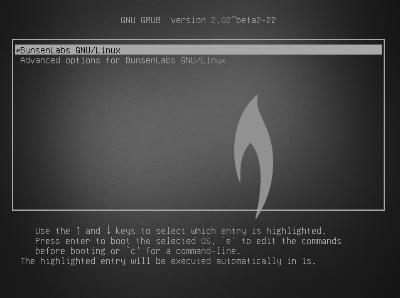 GNU GRUB  version 2.02~beta2-22
*BunsenLabs GNU/Linux
Advanced options for BunsenLabs GNU/Linux
Use the ↑ and ↓ keys to select which entry is highlighted.
Press enter to boot the selected OS, `e' to edit the commands
before booting or `c' for a command-line.
The highlighted entry will be executed automatically in 1s.